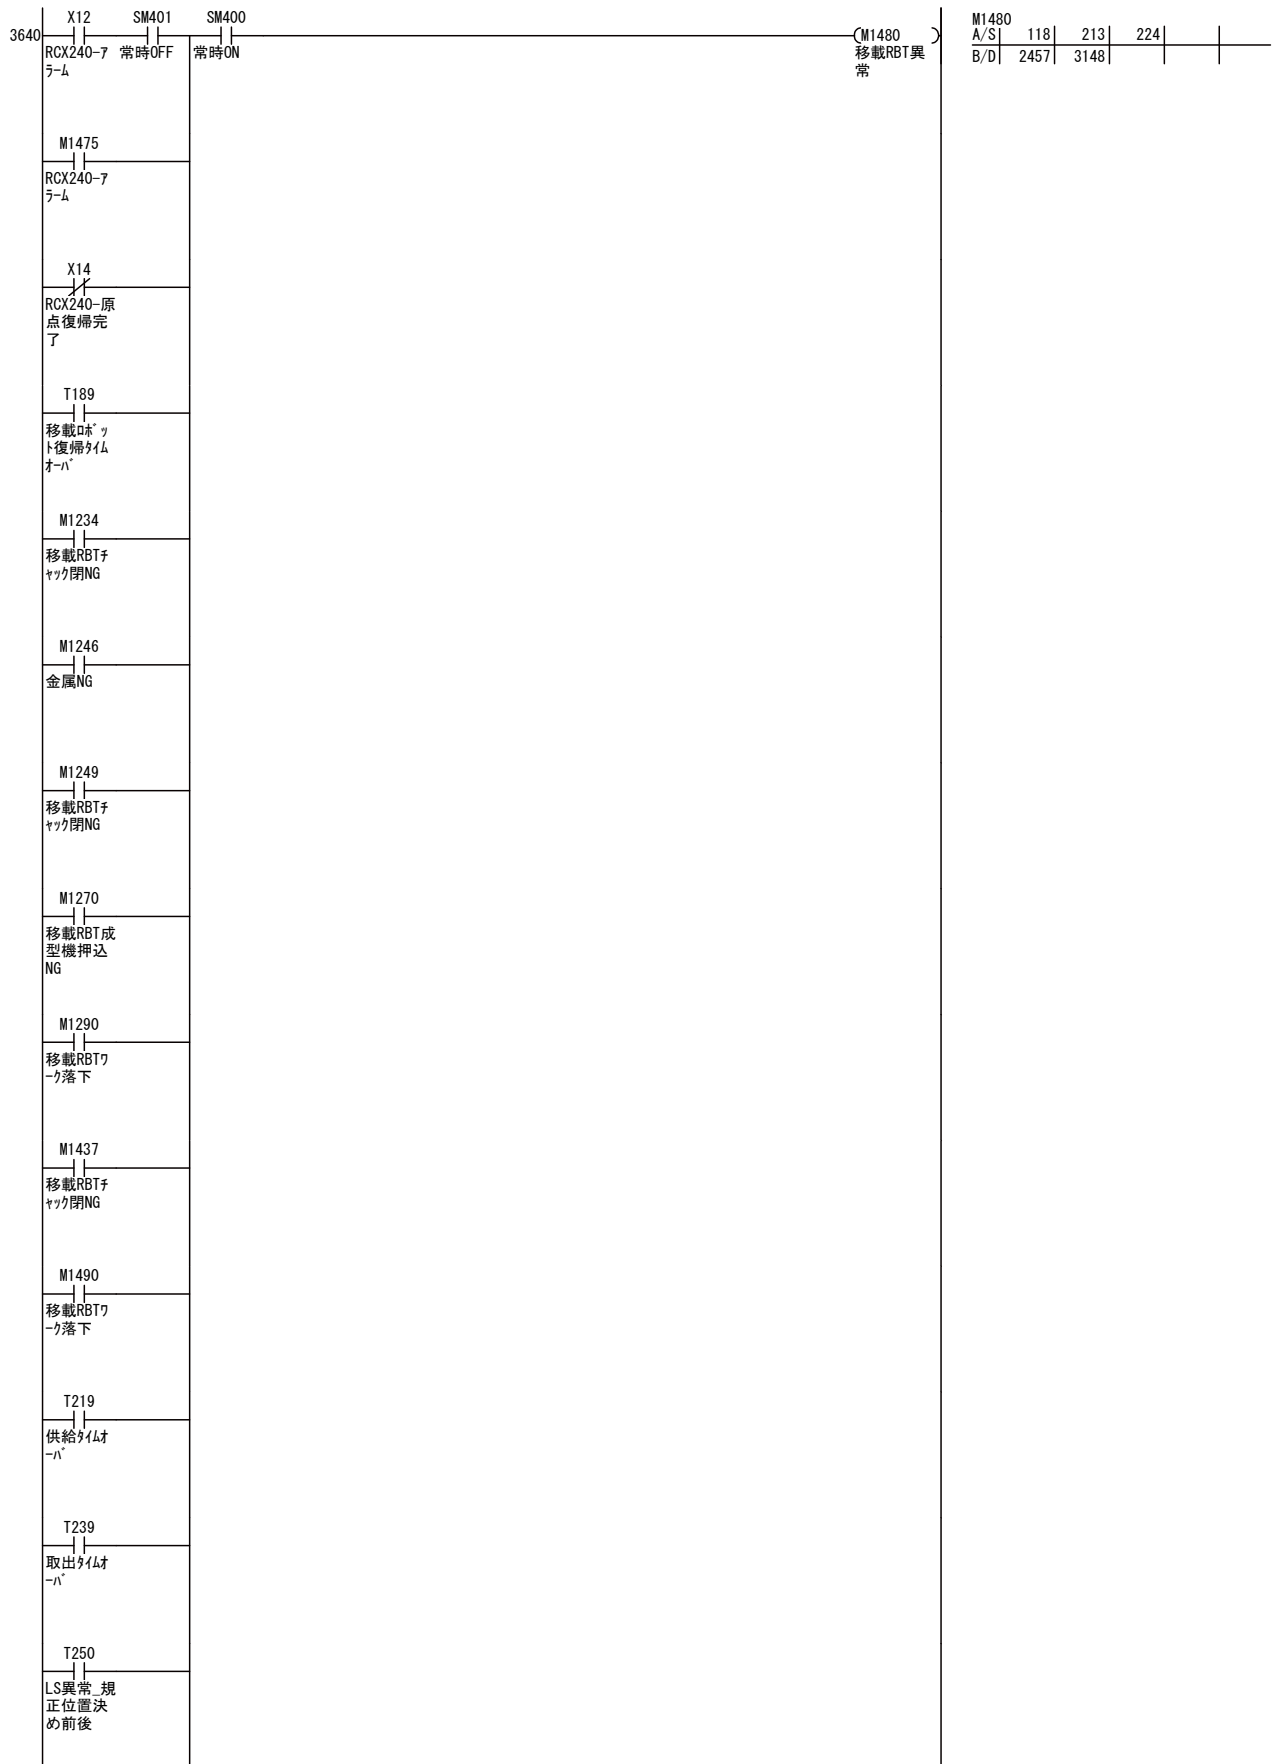 X12 SM401 SM400 M1480
3640 (M1480 ) A/S 118 213 224
RCX240-ｱ 常時OFF 常時ON 移載RBT異 B/D 2457 3148
ﾗｰﾑ 常
M1475
RCX240-ｱ
ﾗｰﾑ
X14
RCX240-原
点復帰完
了
T189
移載ﾛﾎﾞｯ
ﾄ復帰ﾀｲﾑ
ｵｰﾊﾞ
M1234
移載RBTﾁ
ｬｯｸ閉NG
M1246
金属NG
M1249
移載RBTﾁ
ｬｯｸ閉NG
M1270
移載RBT成
型機押込
NG
M1290
移載RBTﾜ
ｰｸ落下
M1437
移載RBTﾁ
ｬｯｸ閉NG
M1490
移載RBTﾜ
ｰｸ落下
T219
供給ﾀｲﾑｵ
ｰﾊﾞ
T239
取出ﾀｲﾑｵ
ｰﾊﾞ
T250
LS異常_規
正位置決
め前後